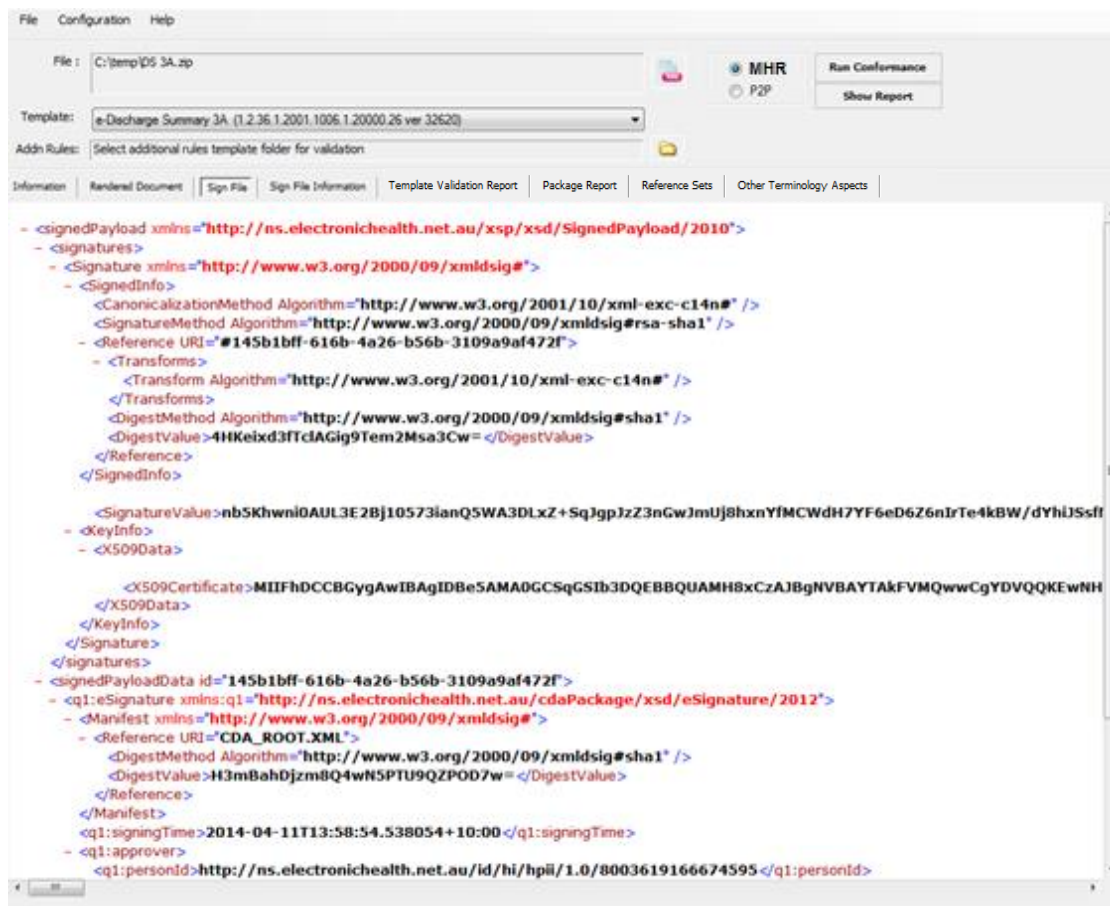 File Configuration Help
File : C:\temp\DS 3A.zip
MHR
Run Conformance
P2P
Show Report
Template: e-Discharge Summary 3A (1.2.36.1.2001.1006.1.20000.26 ver 32620)
Addn Rules: Select additional rules template folder for validation
Information Rendered Document Sign File Sign File Information Template Validation Report Package Report Reference Sets Other Terminology Aspects
- <signedPayload xmlns="http://ns.electronichealth.net.au/xsp/xsd/SignedPayload/2010">
- <signatures>
- <Signature xmlns="http://www.w3.org/2000/09/xmldsig#">
- <SignedInfo>
<CanonicalizationMethod Algorithm="http://www.w3.org/2001/10/xml-exc-c14n#" />
<SignatureMethod Algorithm="http://www.w3.org/2000/09/xmldsig#rsa-sha1" />
- <Reference URI="#145b1bff-616b-4a26-b56b-3109a9af472f">
- <Transforms>
<Transform Algorithm="http://www.w3.org/2001/10/xml-exc-c14n#" />
</Transforms>
<DigestMethod Algorithm="http://www.w3.org/2000/09/xmldsig#sha1" />
<DigestValue>4HKeixd3fTclAGig9Tem2Msa3Cw=</DigestValue>
</Reference>
</SignedInfo>
<SignatureValue>nb5Khwni0AUL3E2Bj10573ianQ5WA3DLxZ+SqJgpJzZ3nGwJmUj8hxnYfMCWdH7YF6eD6Z6nIrTe4kBW/dYhiJSsfM
- <KeyInfo>
- <X509Data>
<X509Certificate>MIIFhDCCBGygAwIBAgIDBe5AMA0GCSqGSIb3DQEBBQUAMH8xCzAJBgNVBAYTAkFVMQwwCgYDVQQKEwNH
</X509Data>
</KeyInfo>
</Signature>
</signatures>
- <signedPayloadData id="145b1bff-616b-4a26-b56b-3109a9af472f">
- <q1:eSignature xmlns:q1="http://ns.electronichealth.net.au/cdaPackage/xsd/eSignature/2012">
- <Manifest xmlns="http://www.w3.org/2000/09/xmldsig#">
- <Reference URI="CDA_ROOT.XML">
<DigestMethod Algorithm="http://www.w3.org/2000/09/xmldsig#sha1" />
<DigestValue>H3mBahDjzm8Q4wN5PTU9QZPOD7w=</DigestValue>
</Reference>
</Manifest>
<q1:signingTime>2014-04-11T13:58:54.538054+10:00</q1:signingTime>
- <q1:approver>
<q1:personId>http://ns.electronichealth.net.au/id/hi/hpii/1.0/8003619166674595</q1:personId>